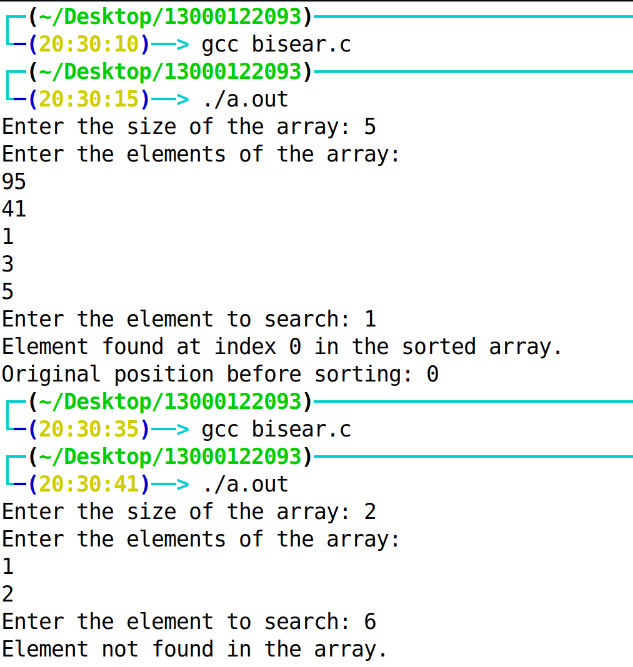 (~/Desktop/13000122093)
(20:30:10)──> gcc bisear.c
(~/Desktop/13000122093)
(20:30:15)──> ./a.out
Enter the size of the array: 5
Enter the elements of the array:
95
41
1
3
5
Enter the element to search: 1
Element found at index 0 in the sorted array.
Original position before sorting: 0
(~/Desktop/13000122093)
(20:30:35)──> gcc bisear.c
(~/Desktop/13000122093)
(20:30:41)──> ./a.out
Enter the size of the array: 2
Enter the elements of the array:
1
2
Enter the element to search: 6
Element not found in the array.